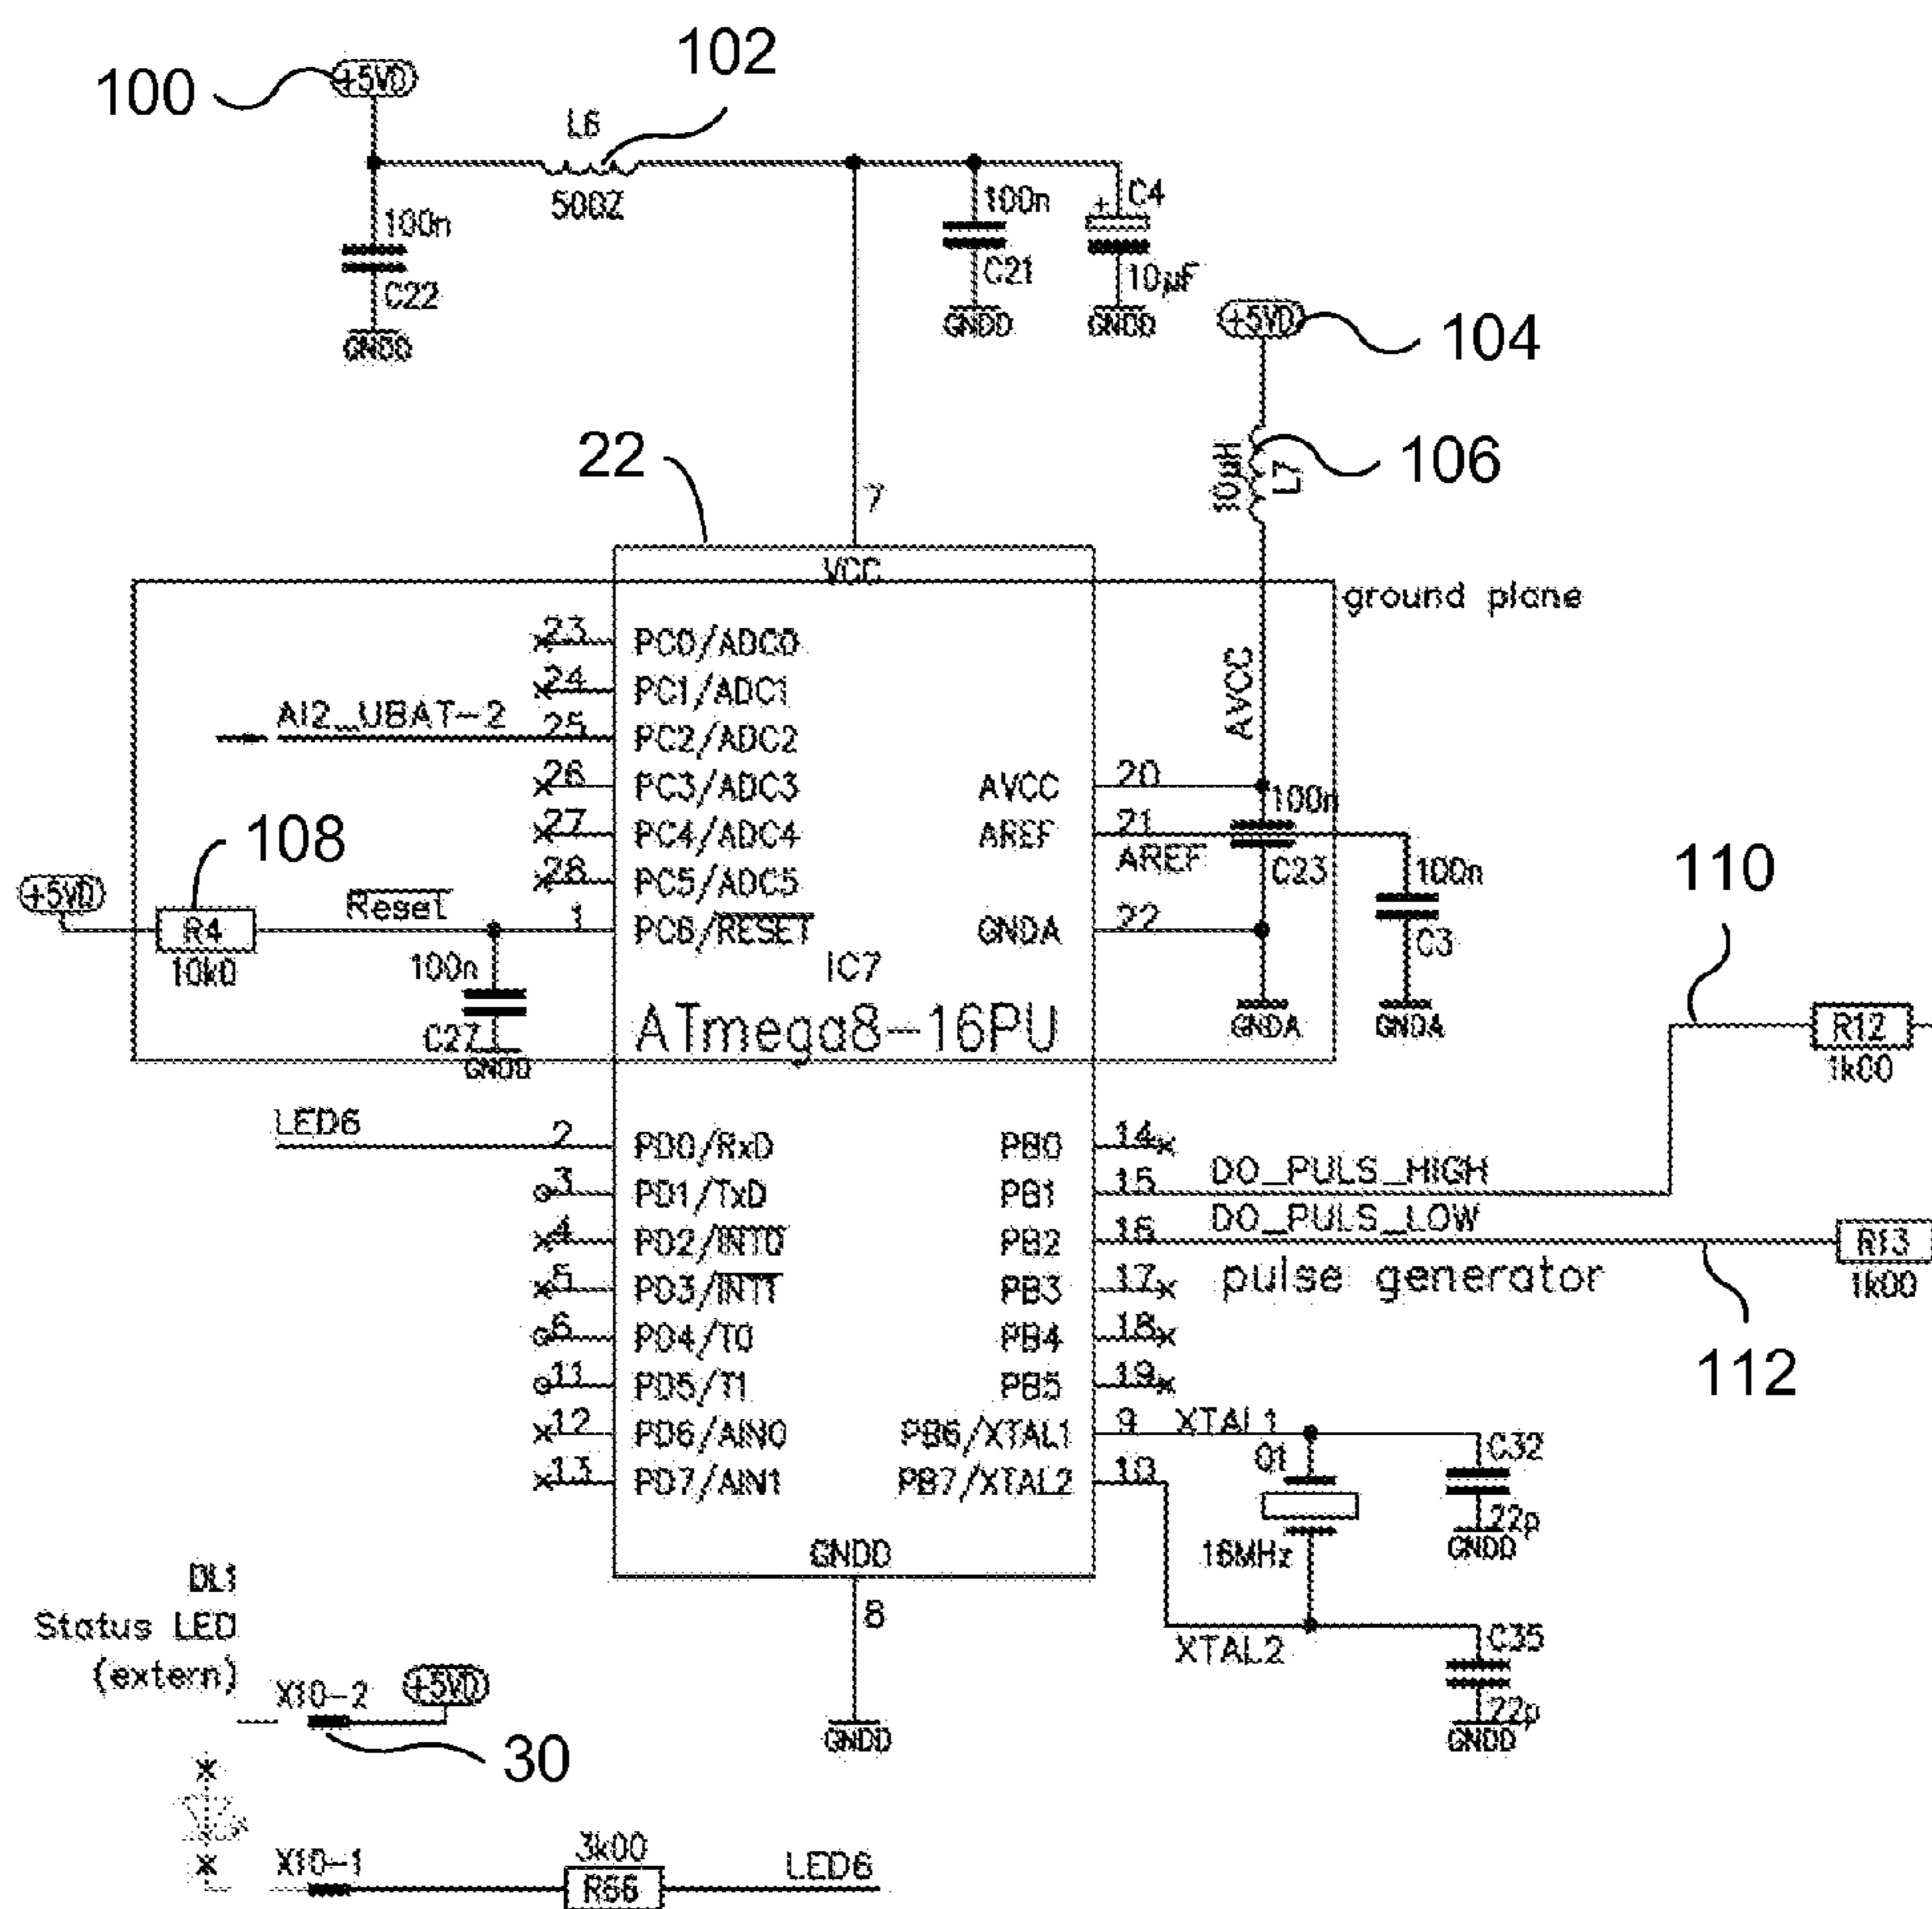 102
100
+5VD
L6
500Z
100n
C22
GNDD
100n
C21
GNDD
+
C4
10µF
GNDD
+5VD
104
10µH
L7
106
22
7
VCC
ground plane
23
PC0/ADC0
24
PC1/ADC1
AI2_UBAT-2
25
PC2/ADC2
26
PC3/ADC3
27
PC4/ADC4
28
PC5/ADC5
108
+5VD
R4
10k0
Reset
1
PC6/RESET
100n
C27
GNDD
AVCC
AVCC
20
100n
AREF
21
AREF
C23
100n
C3
GNDA
22
GNDA
GNDA
IC7
ATmega8-16PU
110
R12
1k00
LED6
2
PD0/RxD
3
PD1/TxD
4
PD2/INT0
5
PD3/INT1
6
PD4/T0
11
PD5/T1
12
PD6/AIN0
13
PD7/AIN1
PB0
14
PB1
15
DO_PULS_HIGH
PB2
16
DO_PULS_LOW
R13
1k00
pulse generator
PB3
17
PB4
18
PB5
19
112
PB6/XTAL1
9
XTAL1
PB7/XTAL2
10
Q1
16MHz
C32
22p
GNDD
XTAL2
C35
22p
GNDD
GNDD
8
GNDD
DL1
Status LED
(extern)
X10-2
+5VD
30
X10-1
3k00
R56
LED6